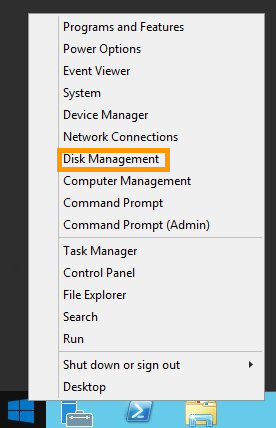 Programs and Features
Power Options
Event Viewer
System
Device Manager
Network Connections
Disk Management
Computer Management
Command Prompt
Command Prompt (Admin)
Task Manager
Control Panel
File Explorer
Search
Run
Shut down or sign out
Desktop